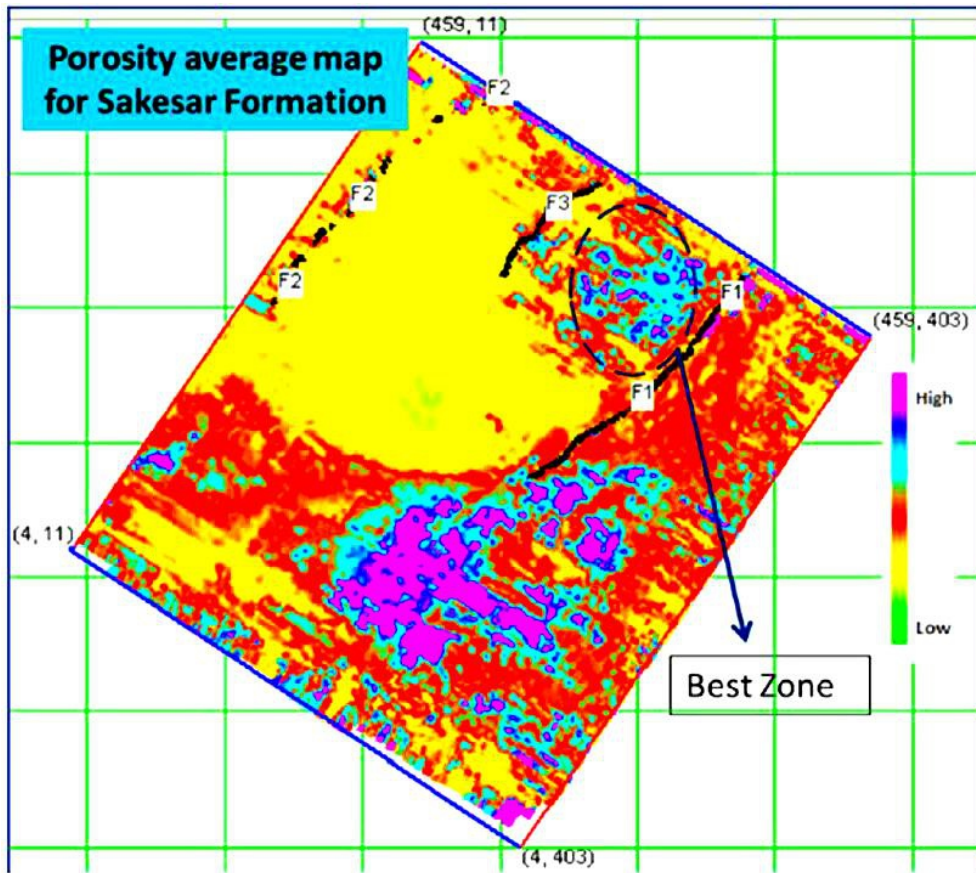 (459, 11)
Porosity average map
for Sakesar Formation
F2
F2
F3
F2
F1
(459, 403)
High
F1
(4, 11)
Low
Best Zone
(4, 403)